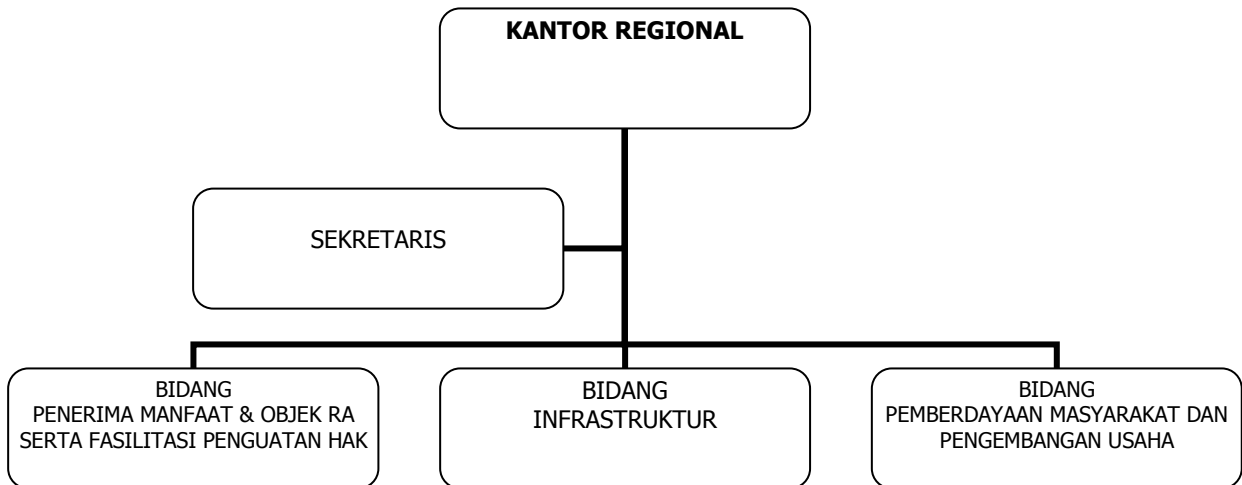 KANTOR REGIONAL
SEKRETARIS
BIDANG
PENERIMA MANFAAT & OBJEK RA
SERTA FASILITASI PENGUATAN HAK
BIDANG
INFRASTRUKTUR
BIDANG
PEMBERDAYAAN MASYARAKAT DAN
PENGEMBANGAN USAHA